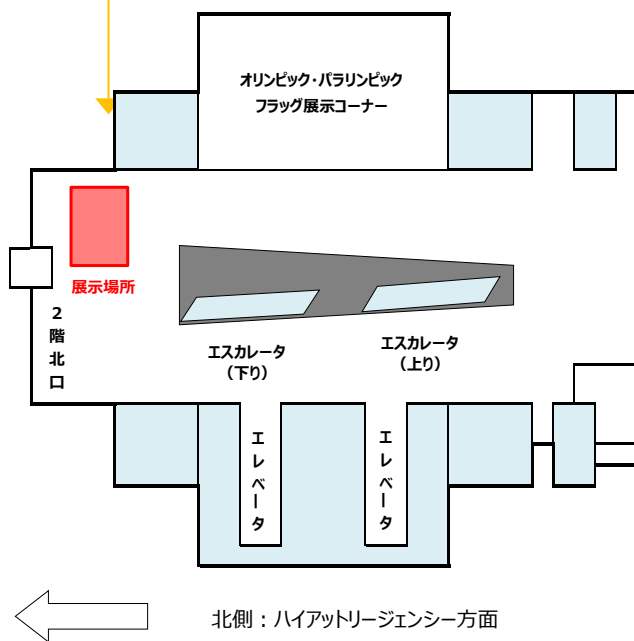 オリンピック・パラリンピック
フラッグ展示コーナー
展示場所
2階北口
エスカレータ
（下り）
エスカレータ
（上り）
エレベータ
エレベータ
北側：ハイアットリージェンシー方面